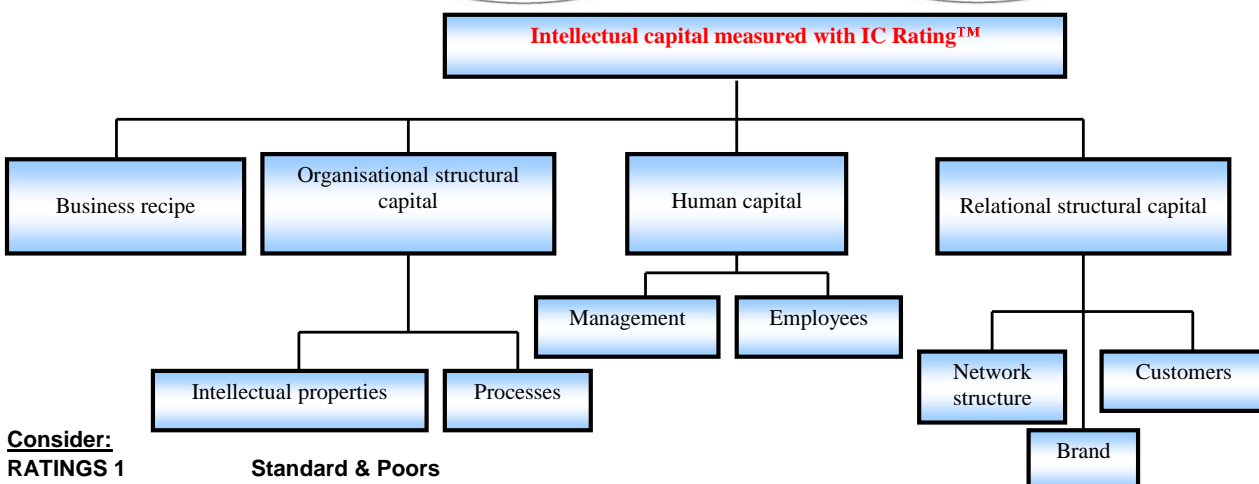 Intellectual capital measured with IC Rating™
Business recipe
Organisational structural
capital
Human capital
Relational structural capital
Management
Employees
Intellectual properties
Processes
Network
structure
Customers
Brand
Consider:
RATINGS 1 Standard & Poors